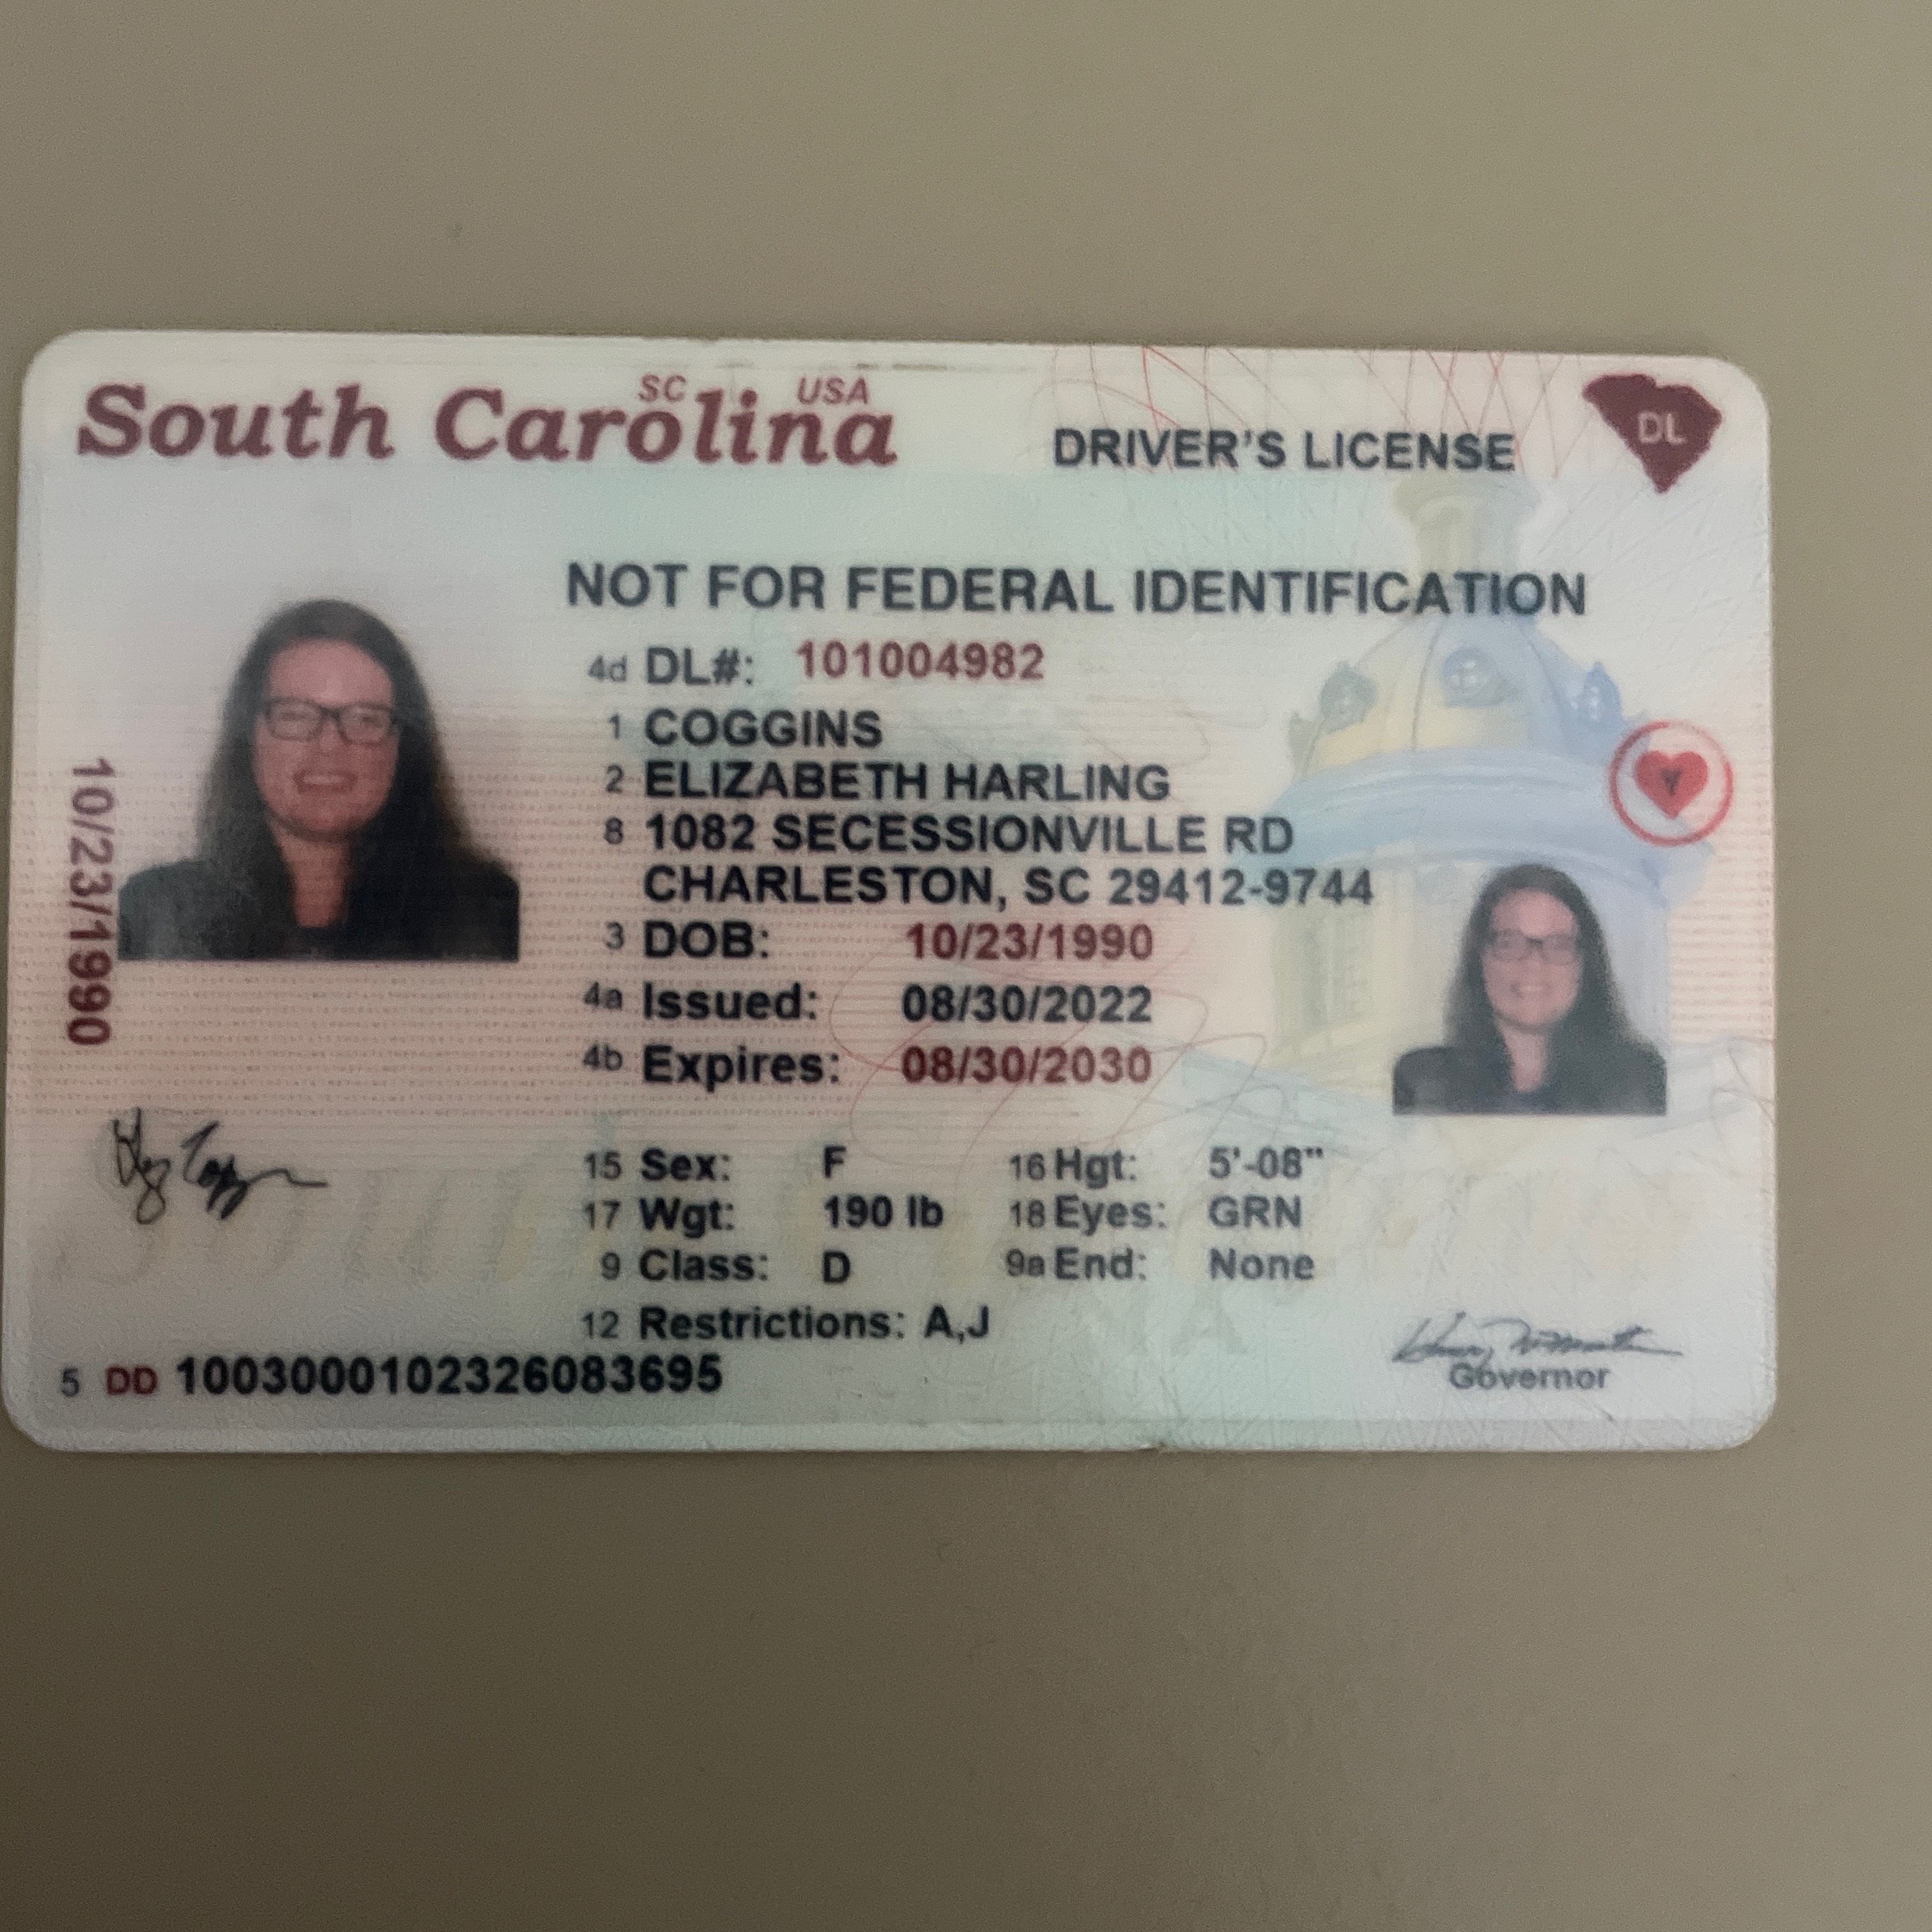 South Carolina
SC USA
DRIVER'S LICENSE
DL
NOT FOR FEDERAL IDENTIFICATION
4d DL#: 101004982
1 COGGINS
2 ELIZABETH HARLING
8 1082 SECESSIONVILLE RD
CHARLESTON, SC 29412-9744
3 DOB: 10/23/1990
4a Issued: 08/30/2022
4b Expires: 08/30/2030
Y
10/23/1990
15 Sex: F 16 Hgt: 5'-08"
17 Wgt: 190 lb 18 Eyes: GRN
9 Class: D 9a End: None
12 Restrictions: A,J
5 DD 1003000102326083695
Governor